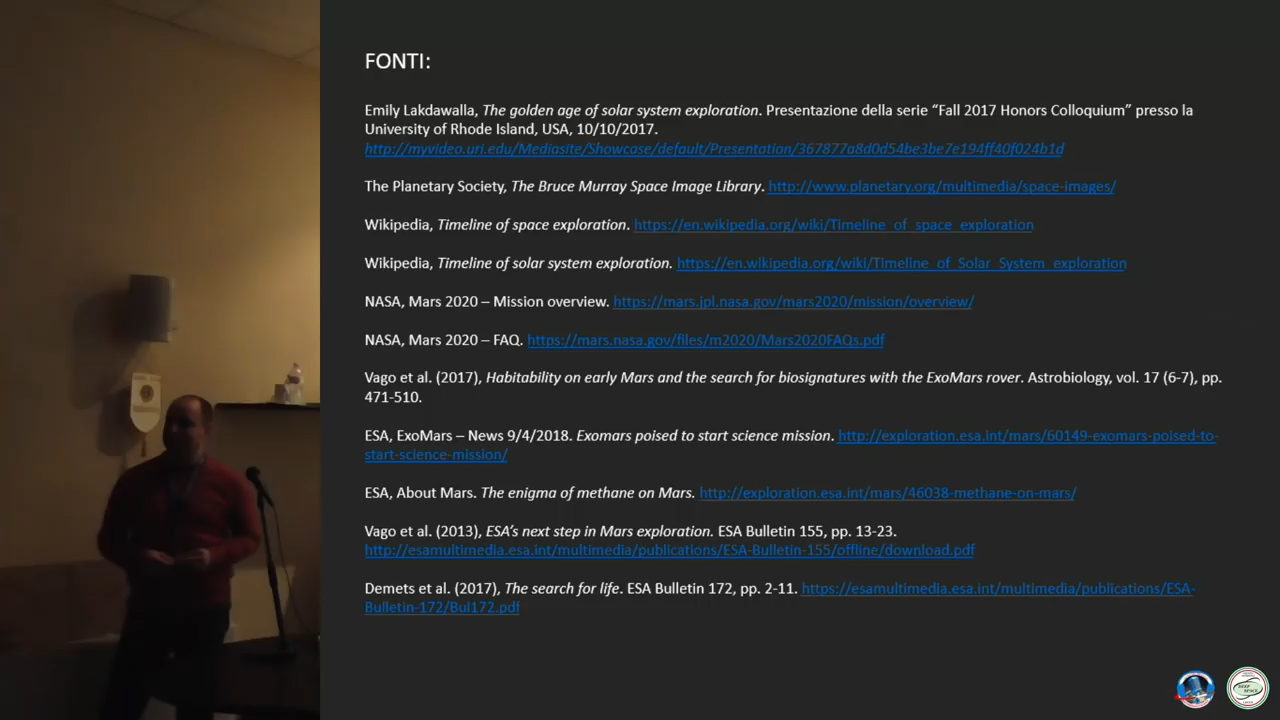 FONTI:
Emily Lakdawalla, The golden age of solar system exploration. Presentazione della serie “Fall 2017 Honors Colloquium” presso la
University of Rhode Island, USA, 10/10/2017.
http://myvideo.uri.edu/Mediasite/Showcase/default/Presentation/367877a8d0d54be3be7e194ff40f024b1d
The Planetary Society, The Bruce Murray Space Image Library. http://www.planetary.org/multimedia/space-images/
Wikipedia, Timeline of space exploration. https://en.wikipedia.org/wiki/Timeline_of_space_exploration
Wikipedia, Timeline of solar system exploration. https://en.wikipedia.org/wiki/Timeline_of_Solar_System_exploration
NASA, Mars 2020 – Mission overview. https://mars.jpl.nasa.gov/mars2020/mission/overview/
NASA, Mars 2020 – FAQ. https://mars.nasa.gov/files/m2020/Mars2020FAQs.pdf
Vago et al. (2017), Habitability on early Mars and the search for biosignatures with the ExoMars rover. Astrobiology, vol. 17 (6-7), pp.
471-510.
ESA, ExoMars – News 9/4/2018. Exomars poised to start science mission. http://exploration.esa.int/mars/60149-exomars-poised-to-
start-science-mission/
ESA, About Mars. The enigma of methane on Mars. http://exploration.esa.int/mars/46038-methane-on-mars/
Vago et al. (2013), ESA’s next step in Mars exploration. ESA Bulletin 155, pp. 13-23.
http://esamultimedia.esa.int/multimedia/publications/ESA-Bulletin-155/offline/download.pdf
Demets et al. (2017), The search for life. ESA Bulletin 172, pp. 2-11. https://esamultimedia.esa.int/multimedia/publications/ESA-
Bulletin-172/Bul172.pdf
DEEP
SPACE